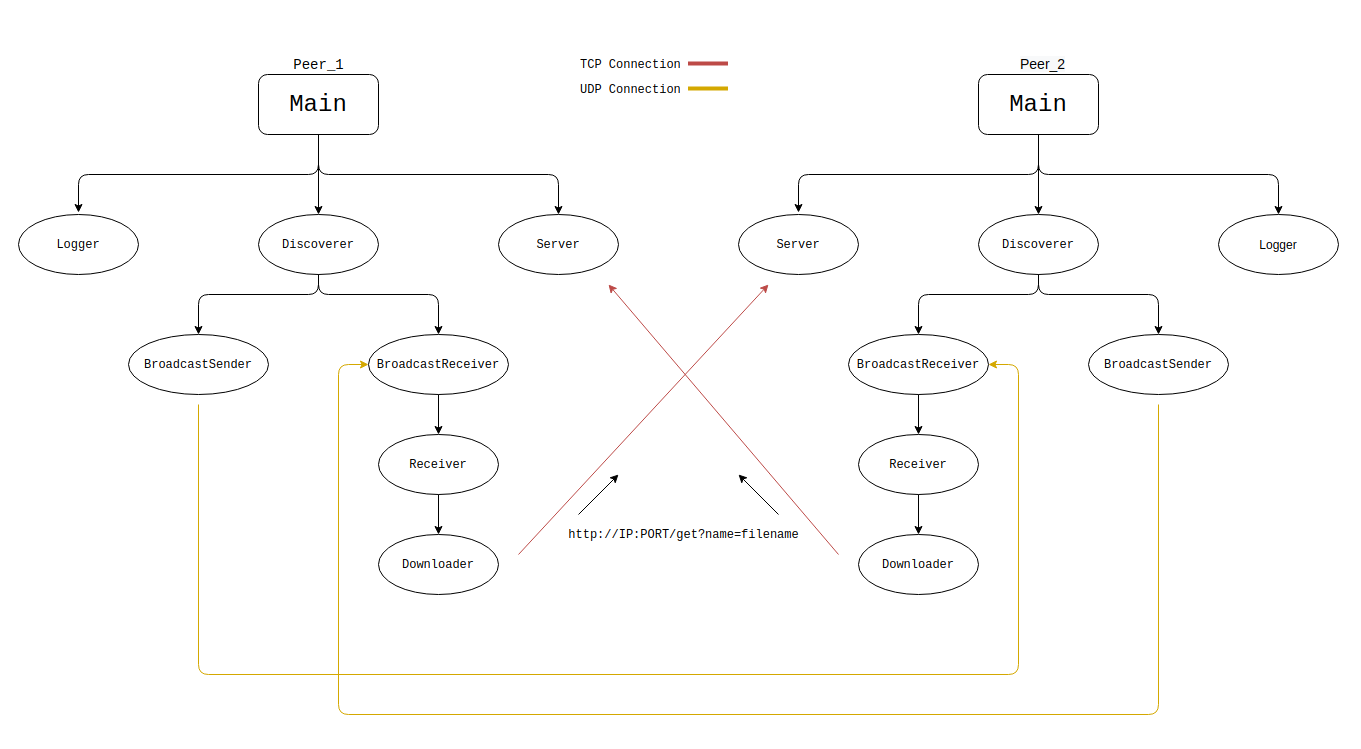 Peer_1
TCP Connection
Peer_2
UDP Connection
Main
Main
Logger
Discoverer
Server
Server
Discoverer
Logger
BroadcastSender
BroadcastReceiver
BroadcastReceiver
BroadcastSender
Receiver
Receiver
http://IP:PORT/get?name=filename
Downloader
Downloader